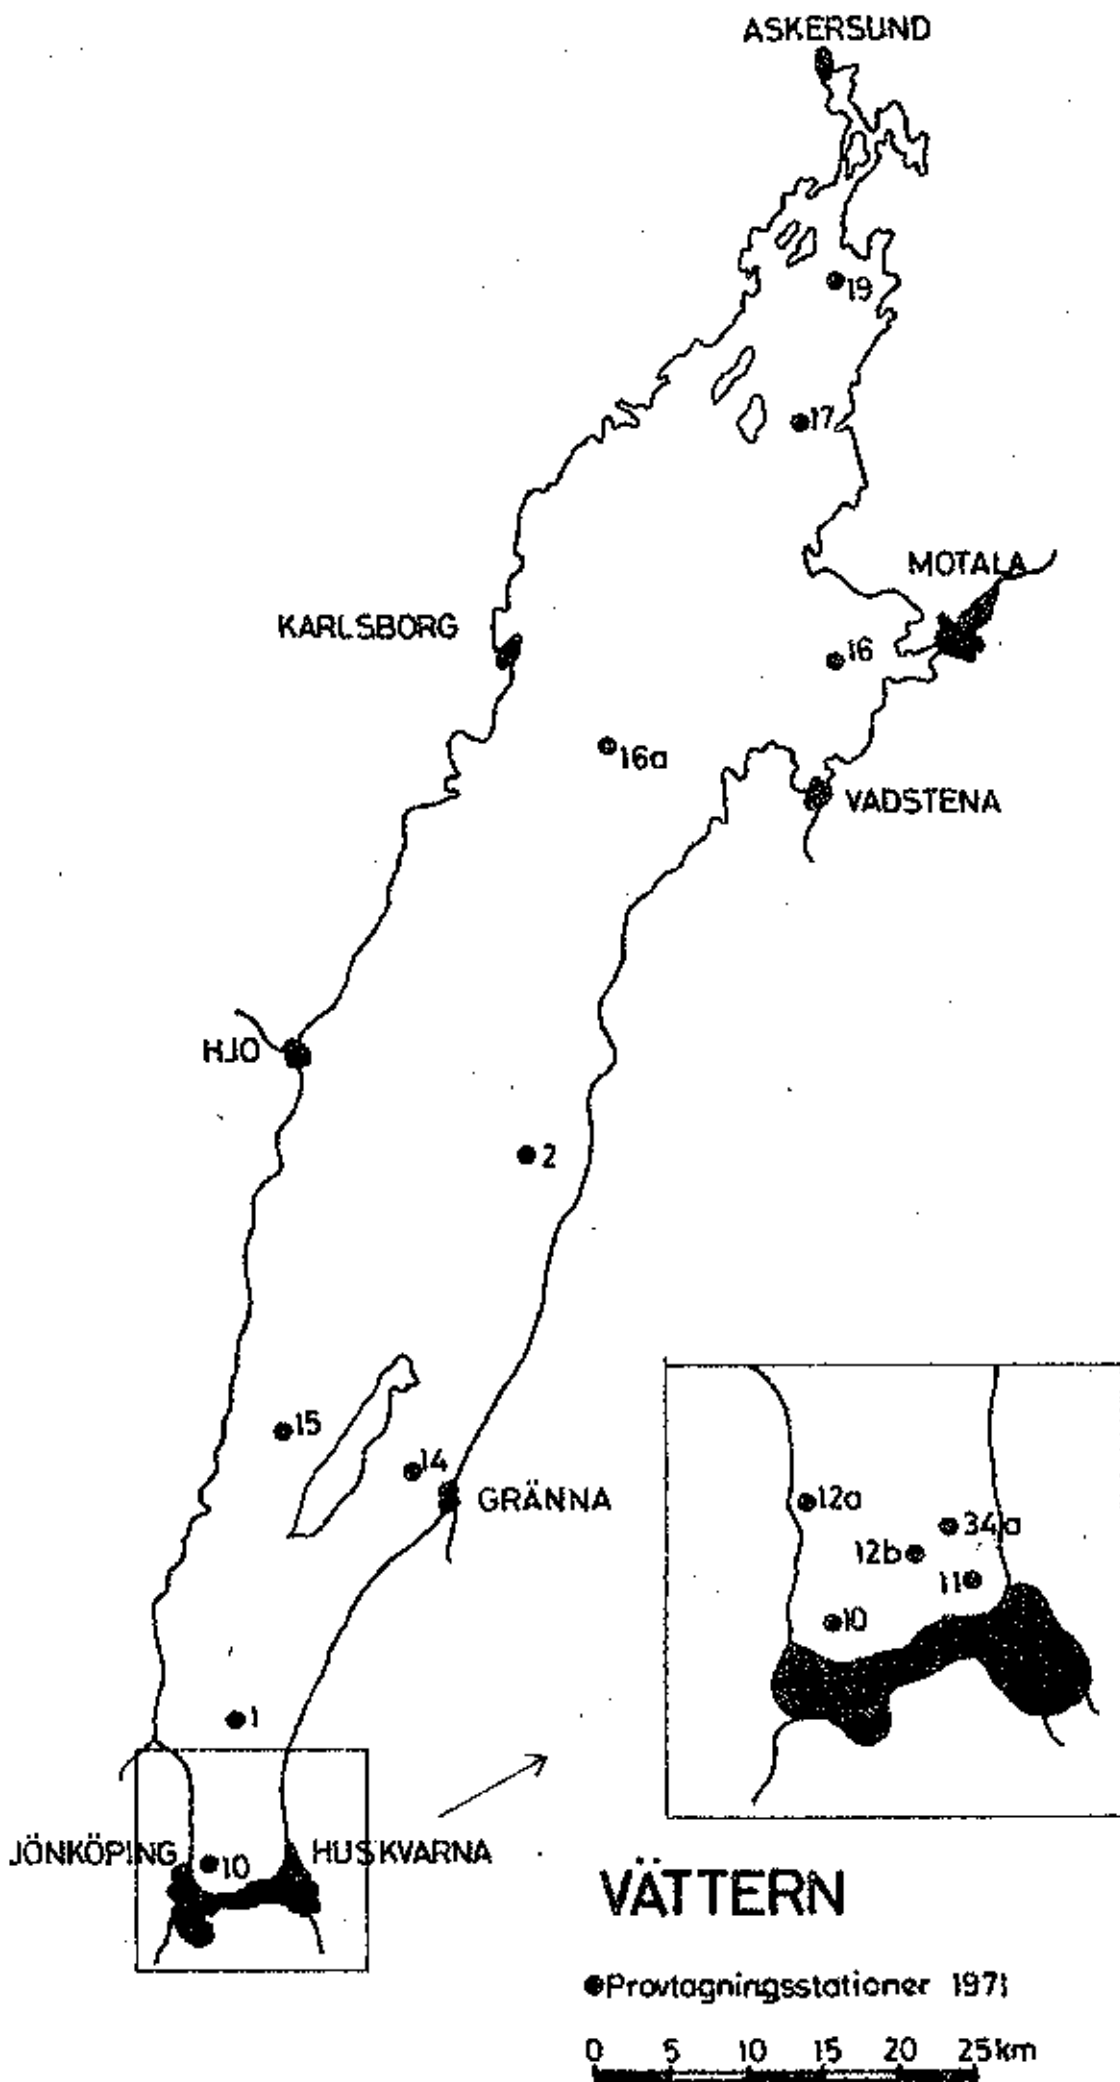 ASKERSUND
19
17
MOTALA
KARLSBORG
16
16a
VADSTENA
HJO
2
15
14
GRÄNNA
12a
34a
12b
11
10
1
JÖNKÖPING
HUSKVARNA
10
VÄTTERN
Provtagningsstationer 1971
0 5 10 15 20 25km